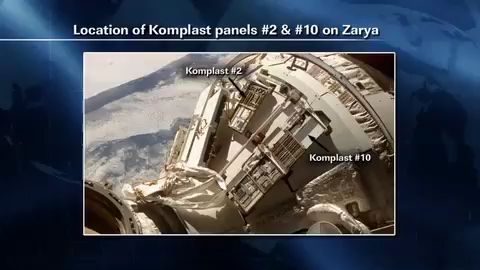 Location of Komplast panels #2 & #10 on Zarya
Komplast #2
Komplast #10